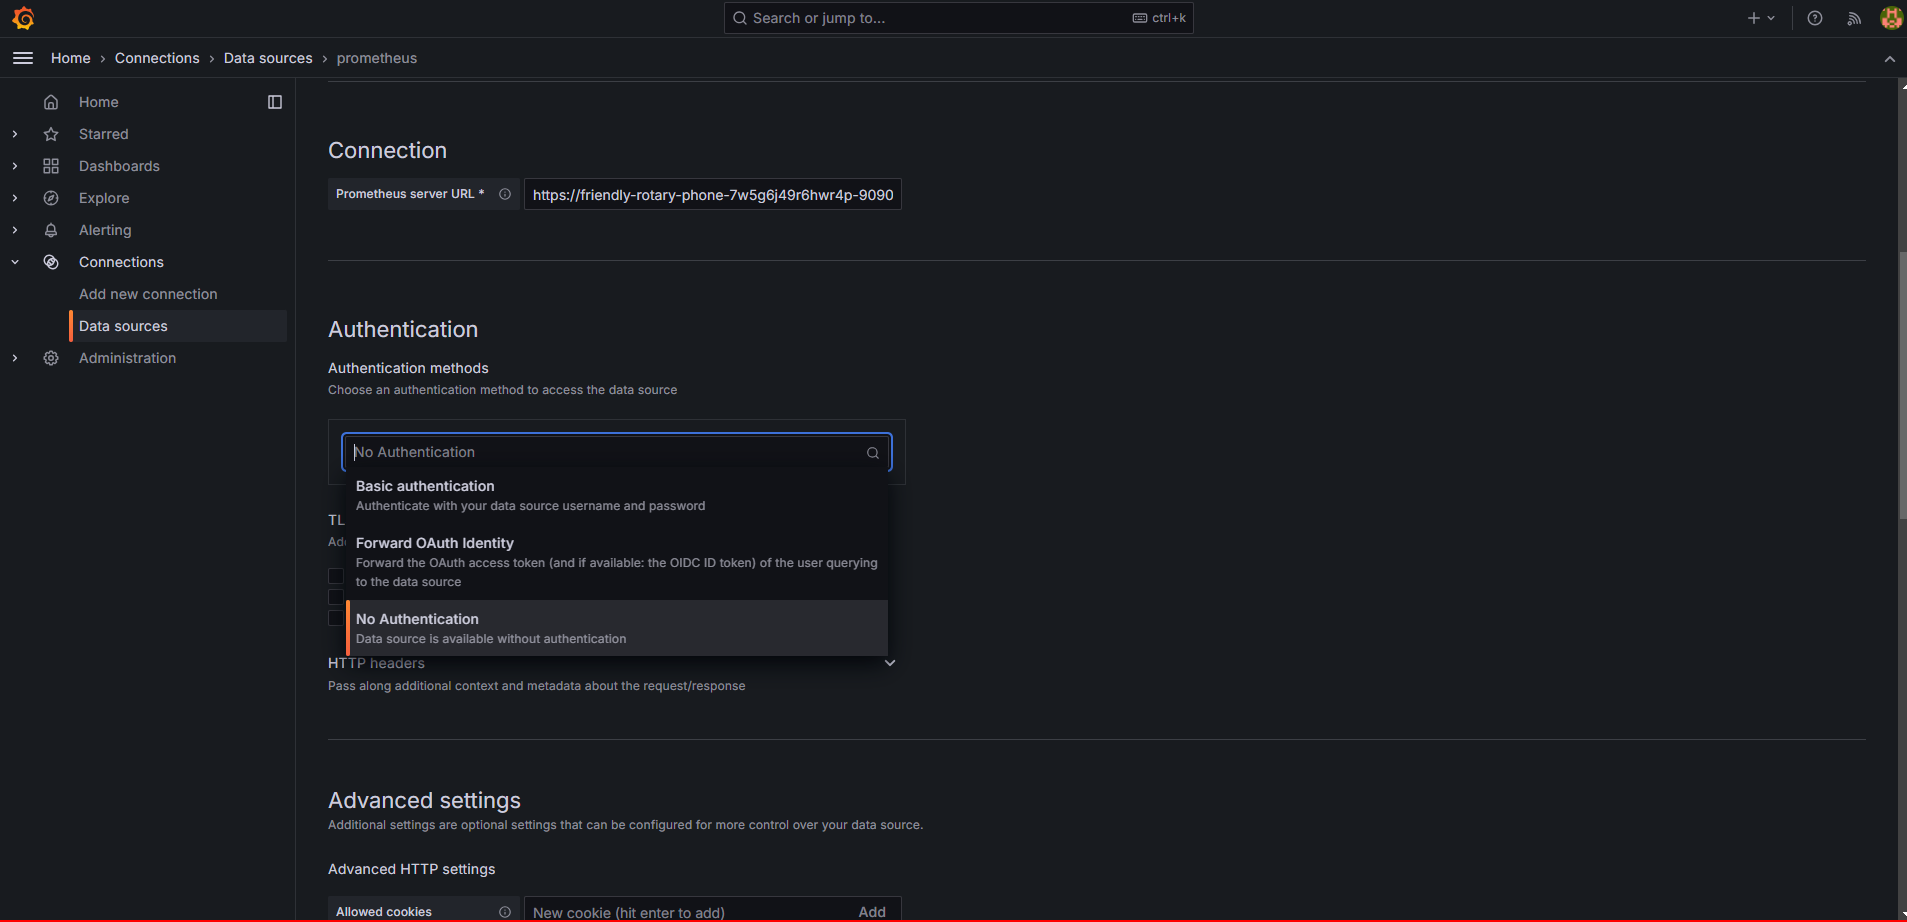 Search or jump to...
ctrl+k
Home › Connections › Data sources › prometheus
Home
Starred
Dashboards
Explore
Alerting
Connections
Add new connection
Data sources
Administration
Connection
Prometheus server URL *
https://friendly-rotary-phone-7w5g6j49r6hwr4p-9090
Authentication
Authentication methods
Choose an authentication method to access the data source
No Authentication
Basic authentication
Authenticate with your data source username and password
Forward OAuth Identity
Forward the OAuth access token (and if available: the OIDC ID token) of the user querying
to the data source
No Authentication
Data source is available without authentication
TL
Ad
HTTP headers
Pass along additional context and metadata about the request/response
Advanced settings
Additional settings are optional settings that can be configured for more control over your data source.
Advanced HTTP settings
Allowed cookies
New cookie (hit enter to add)
Add